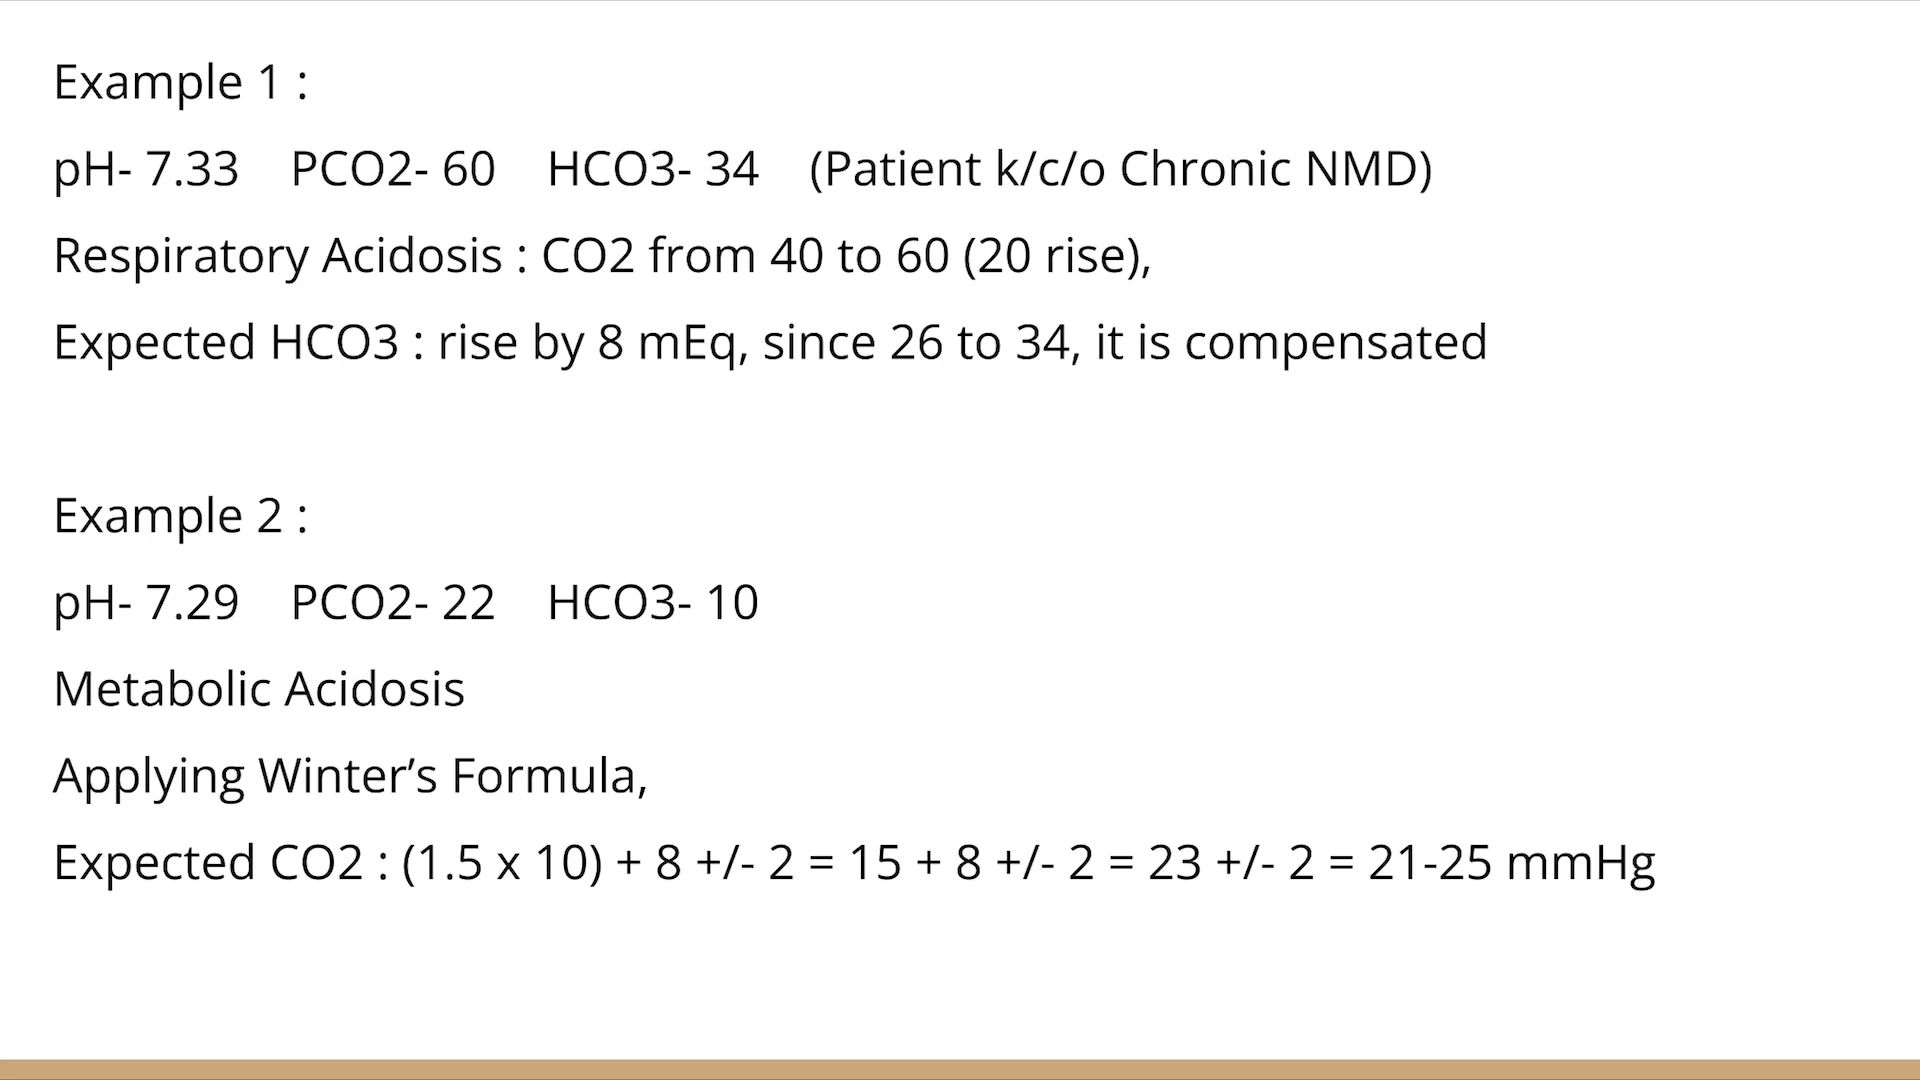 Example 1 :
pH- 7.33 PCO2- 60 HCO3- 34 (Patient k/c/o Chronic NMD)
Respiratory Acidosis : CO2 from 40 to 60 (20 rise),
Expected HCO3 : rise by 8 mEq, since 26 to 34, it is compensated
Example 2 :
pH- 7.29 PCO2- 22 HCO3- 10
Metabolic Acidosis
Applying Winter’s Formula,
Expected CO2 : (1.5 x 10) + 8 +/- 2 = 15 + 8 +/- 2 = 23 +/- 2 = 21-25 mmHg